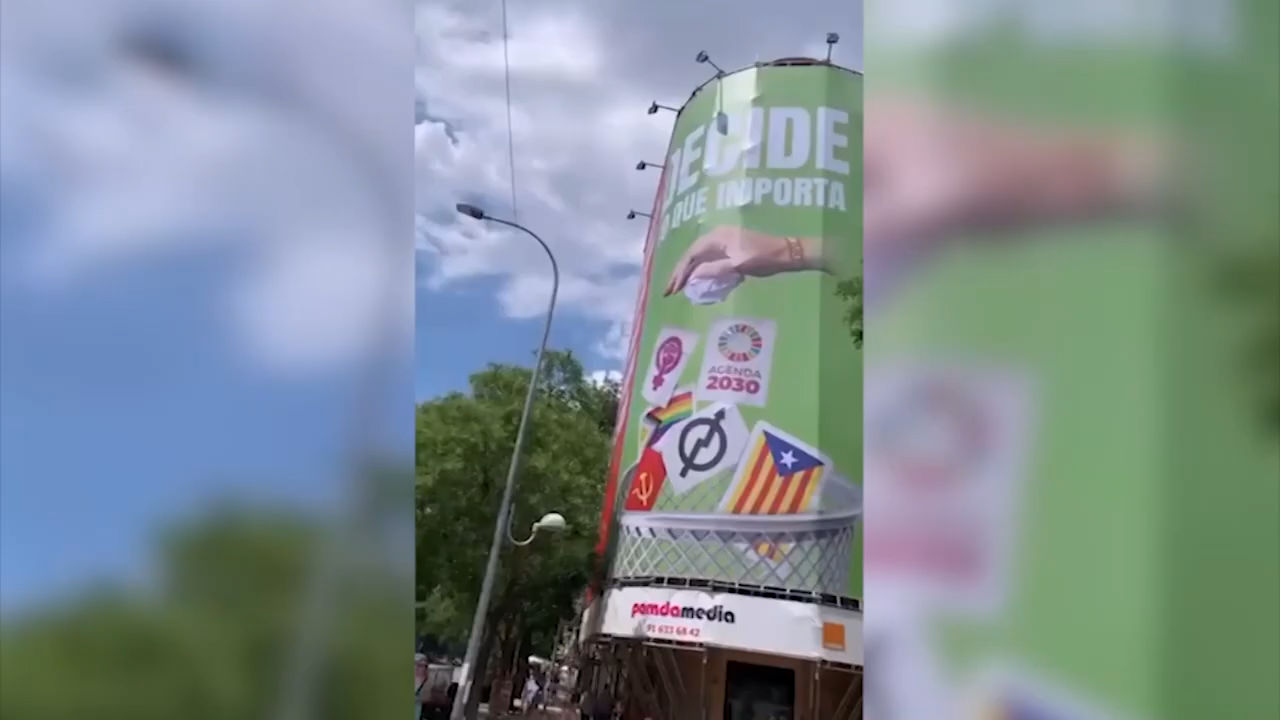 DECIDE
LO QUE IMPORTA
AGENDA
2030
pamdamedia
91 633 68 42